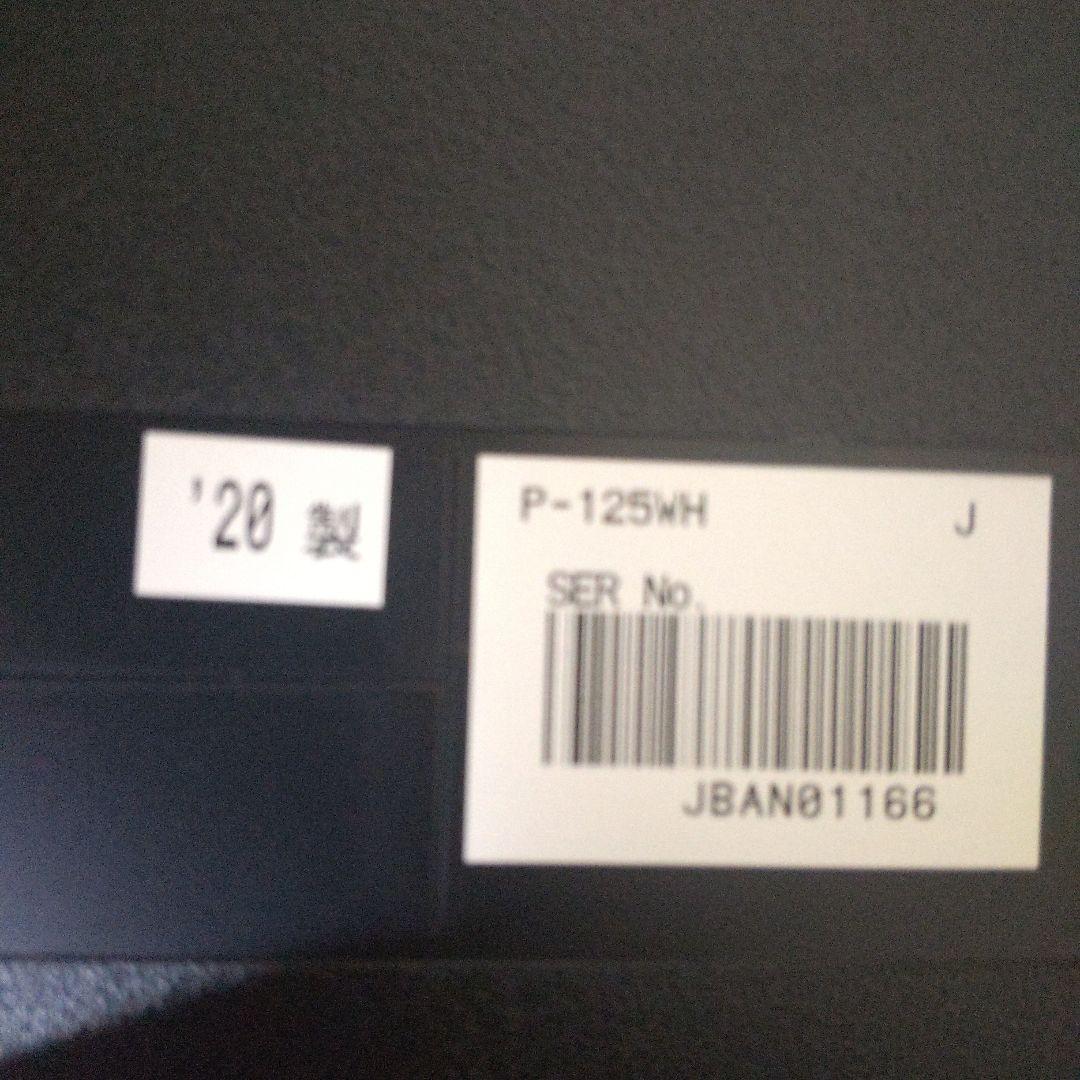 '20 製
P-125WH J
SER No.
JBAN01166